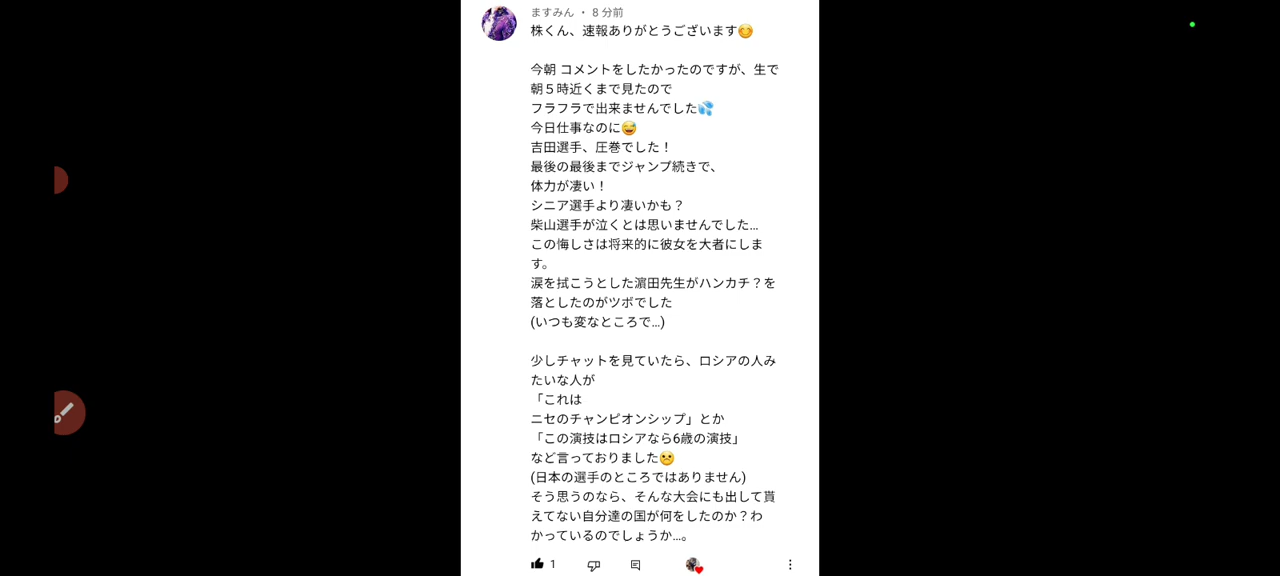 ますみん ・ 8 分前
株くん、速報ありがとうございます😊
今朝 コメントをしたかったのですが、生で
朝５時近くまで見たので
フラフラで出来ませんでした💦
今日仕事なのに😅
吉田選手、圧巻でした！
最後の最後までジャンプ続きで、
体力が凄い！
シニア選手より凄いかも？
柴山選手が泣くとは思いませんでした…
この悔しさは将来的に彼女を大者にしま
す。
涙を拭こうとした濵田先生がハンカチ？を
落としたのがツボでした
(いつも変なところで…)
少しチャットを見ていたら、ロシアの人み
たいな人が
「これは
ニセのチャンピオンシップ」とか
「この演技はロシアなら6歳の演技」
など言っておりました😟
(日本の選手のところではありません)
そう思うのなら、そんな大会にも出して貰
えてない自分達の国が何をしたのか？わ
かっているのでしょうか…。
1